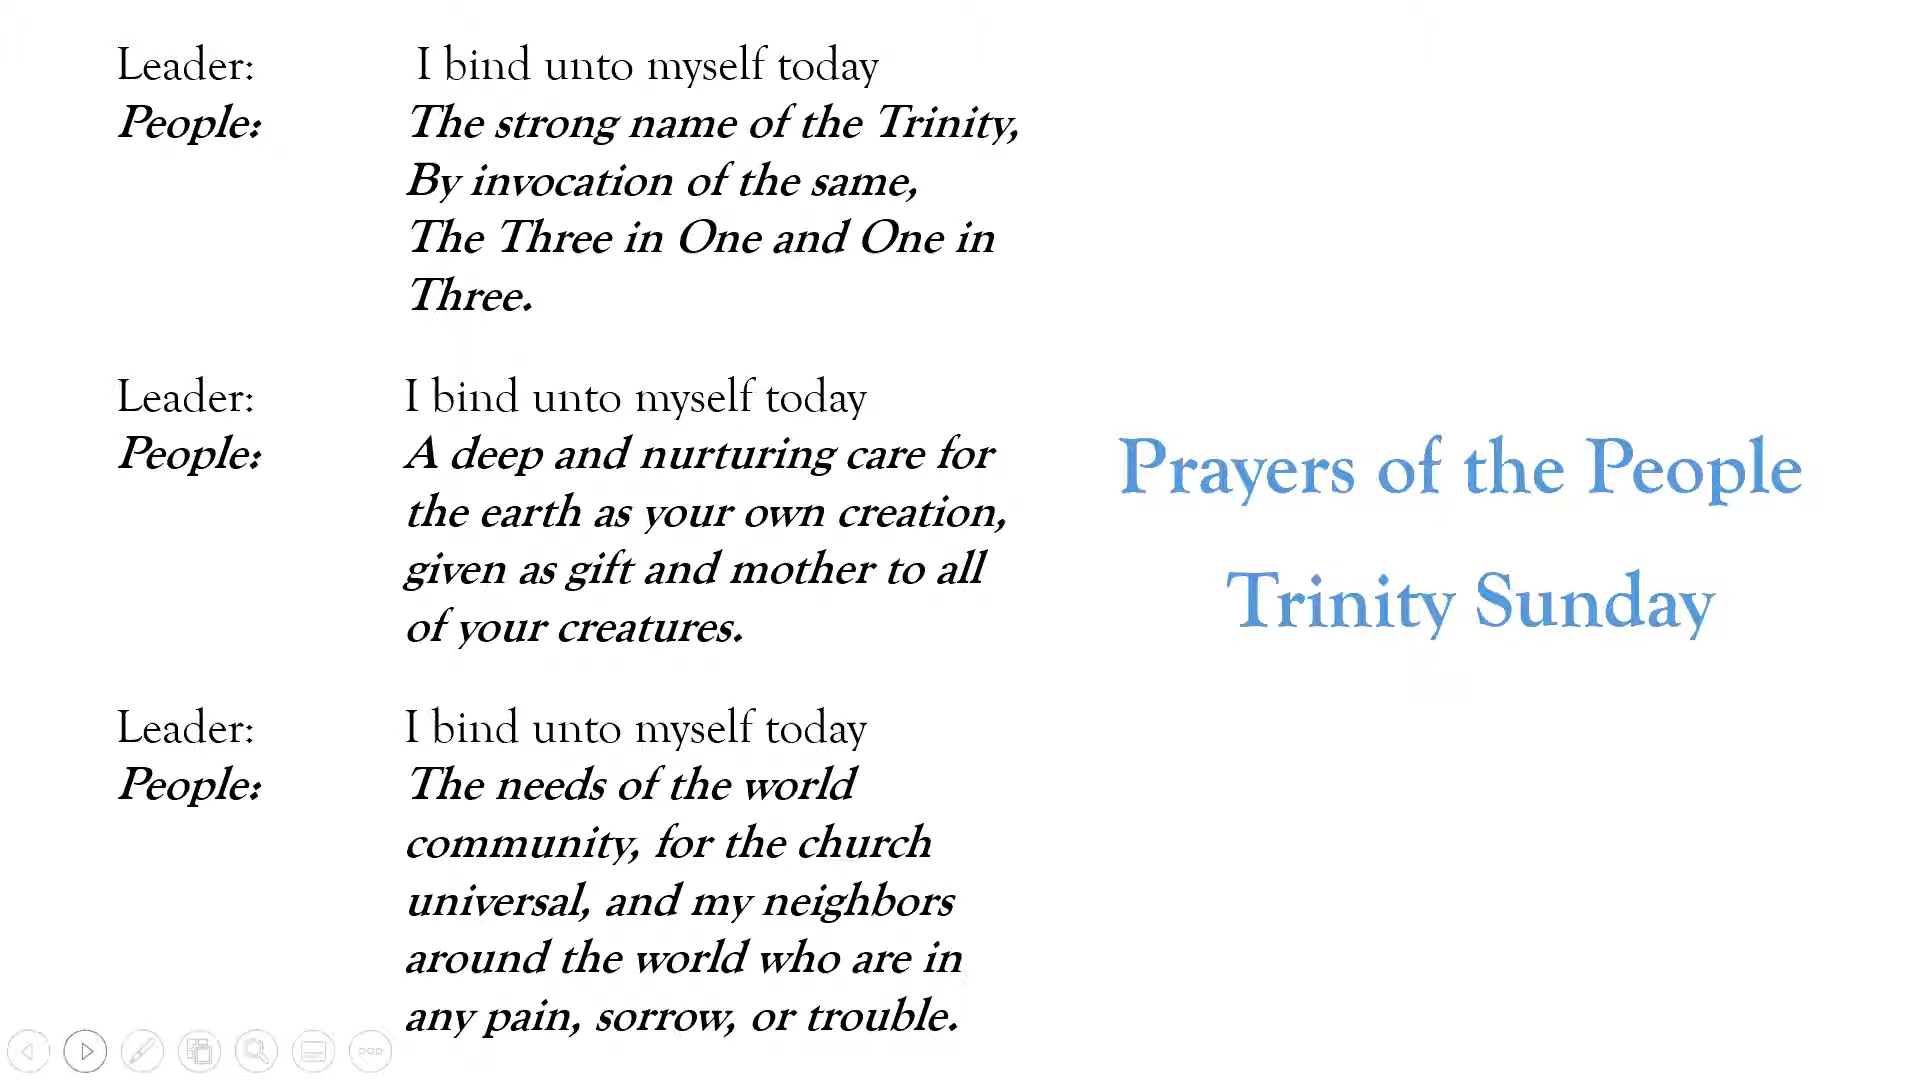 Leader: I bind unto myself today
People: The strong name of the Trinity,
By invocation of the same,
The Three in One and One in
Three.
Leader: I bind unto myself today
People: A deep and nurturing care for
the earth as your own creation,
given as gift and mother to all
of your creatures.
Leader: I bind unto myself today
People: The needs of the world
community, for the church
universal, and my neighbors
around the world who are in
any pain, sorrow, or trouble.
Prayers of the People
Trinity Sunday